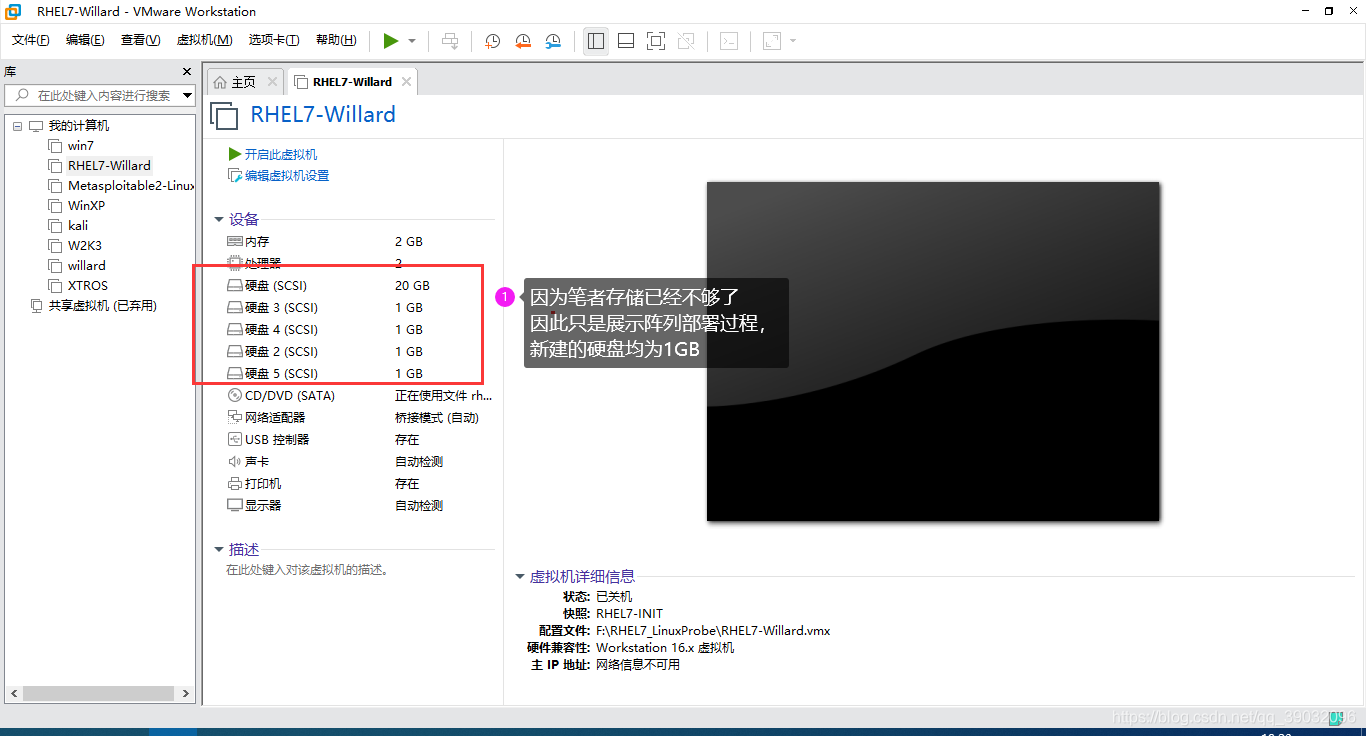 RHEL7-Willard - VMware Workstation
文件(F) 编辑(E) 查看(V) 虚拟机(M) 选项卡(T) 帮助(H)
库
在此处键入内容进行搜索
我的计算机
win7
RHEL7-Willard
Metasploitable2-Linux
WinXP
kali
W2K3
willard
XTROS
共享虚拟机 (已弃用)
主页 RHEL7-Willard
RHEL7-Willard
开启此虚拟机
编辑虚拟机设置
设备
内存 2 GB
处理器 2
硬盘 (SCSI) 20 GB
硬盘 3 (SCSI) 1 GB
硬盘 4 (SCSI) 1 GB
硬盘 2 (SCSI) 1 GB
硬盘 5 (SCSI) 1 GB
CD/DVD (SATA) 正在使用文件 rh...
网络适配器 桥接模式 (自动)
USB 控制器 存在
声卡 自动检测
打印机 存在
显示器 自动检测
描述
在此处键入对该虚拟机的描述。
1
因为笔者存储已经不够了
因此只是展示阵列部署过程,
新建的硬盘均为1GB
虚拟机详细信息
状态: 已关机
快照: RHEL7-INIT
配置文件: F:\RHEL7_LinuxProbe\RHEL7-Willard.vmx
硬件兼容性: Workstation 16.x 虚拟机
主 IP 地址: 网络信息不可用
https://blog.csdn.net/qq_39032096